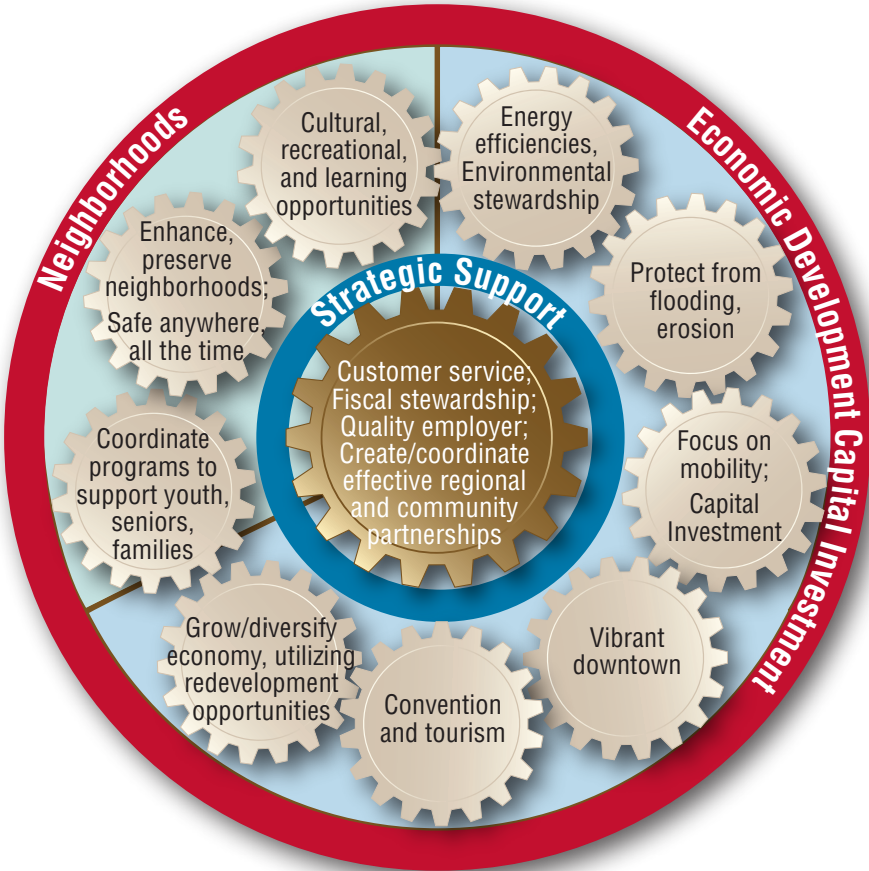 Neighborhoods
Economic Development Capital Investment
Strategic Support
Cultural,
recreational,
and learning
opportunities
Energy
efficiencies,
Environmental
stewardship
Enhance,
preserve
neighborhoods;
Safe anywhere,
all the time
Protect from
flooding,
erosion
Customer service,
Fiscal stewardship;
Quality employer;
Create/coordinate
effective regional
and community
partnerships
Coordinate
programs to
support youth,
seniors,
families
Focus on
mobility;
Capital
Investment
Grow/diversify
economy, utilizing
redevelopment
opportunities
Convention
and tourism
Vibrant
downtown